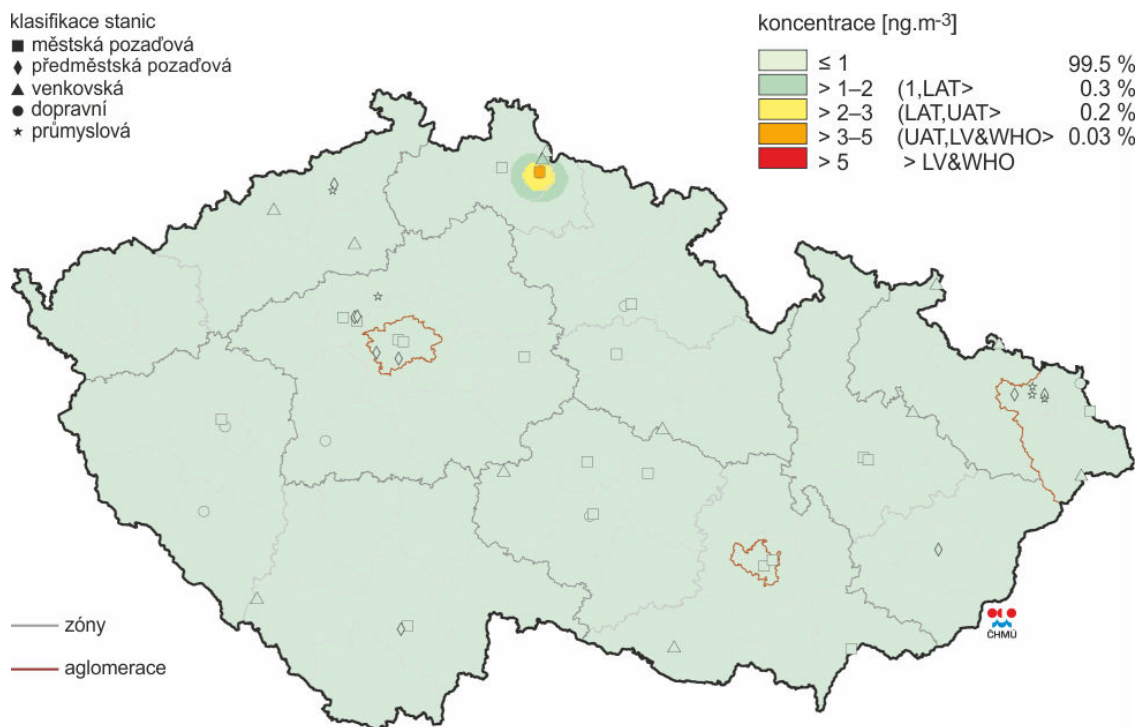 klasifikace stanic
městská pozaďová
předměstská pozaďová
venkovská
dopravní
průmyslová
koncentrace [ng.m-3]
≤ 1 99.5 %
> 1–2 (1,LAT> 0.3 %
> 2–3 (LAT,UAT> 0.2 %
> 3–5 (UAT,LV&WHO> 0.03 %
> 5 > LV&WHO
zóny
aglomerace
ČHMÚ